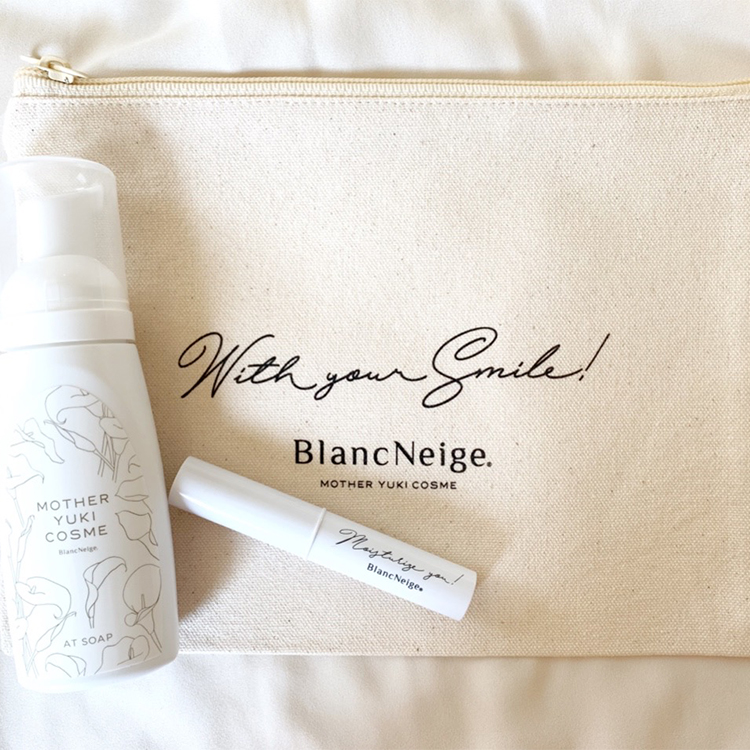 With your Smile!
BlancNeige.
MOTHER YUKI COSME
MOTHER
YUKI
COSME
BlancNeige
AT SOAP
Moisturize you!
BlancNeige.